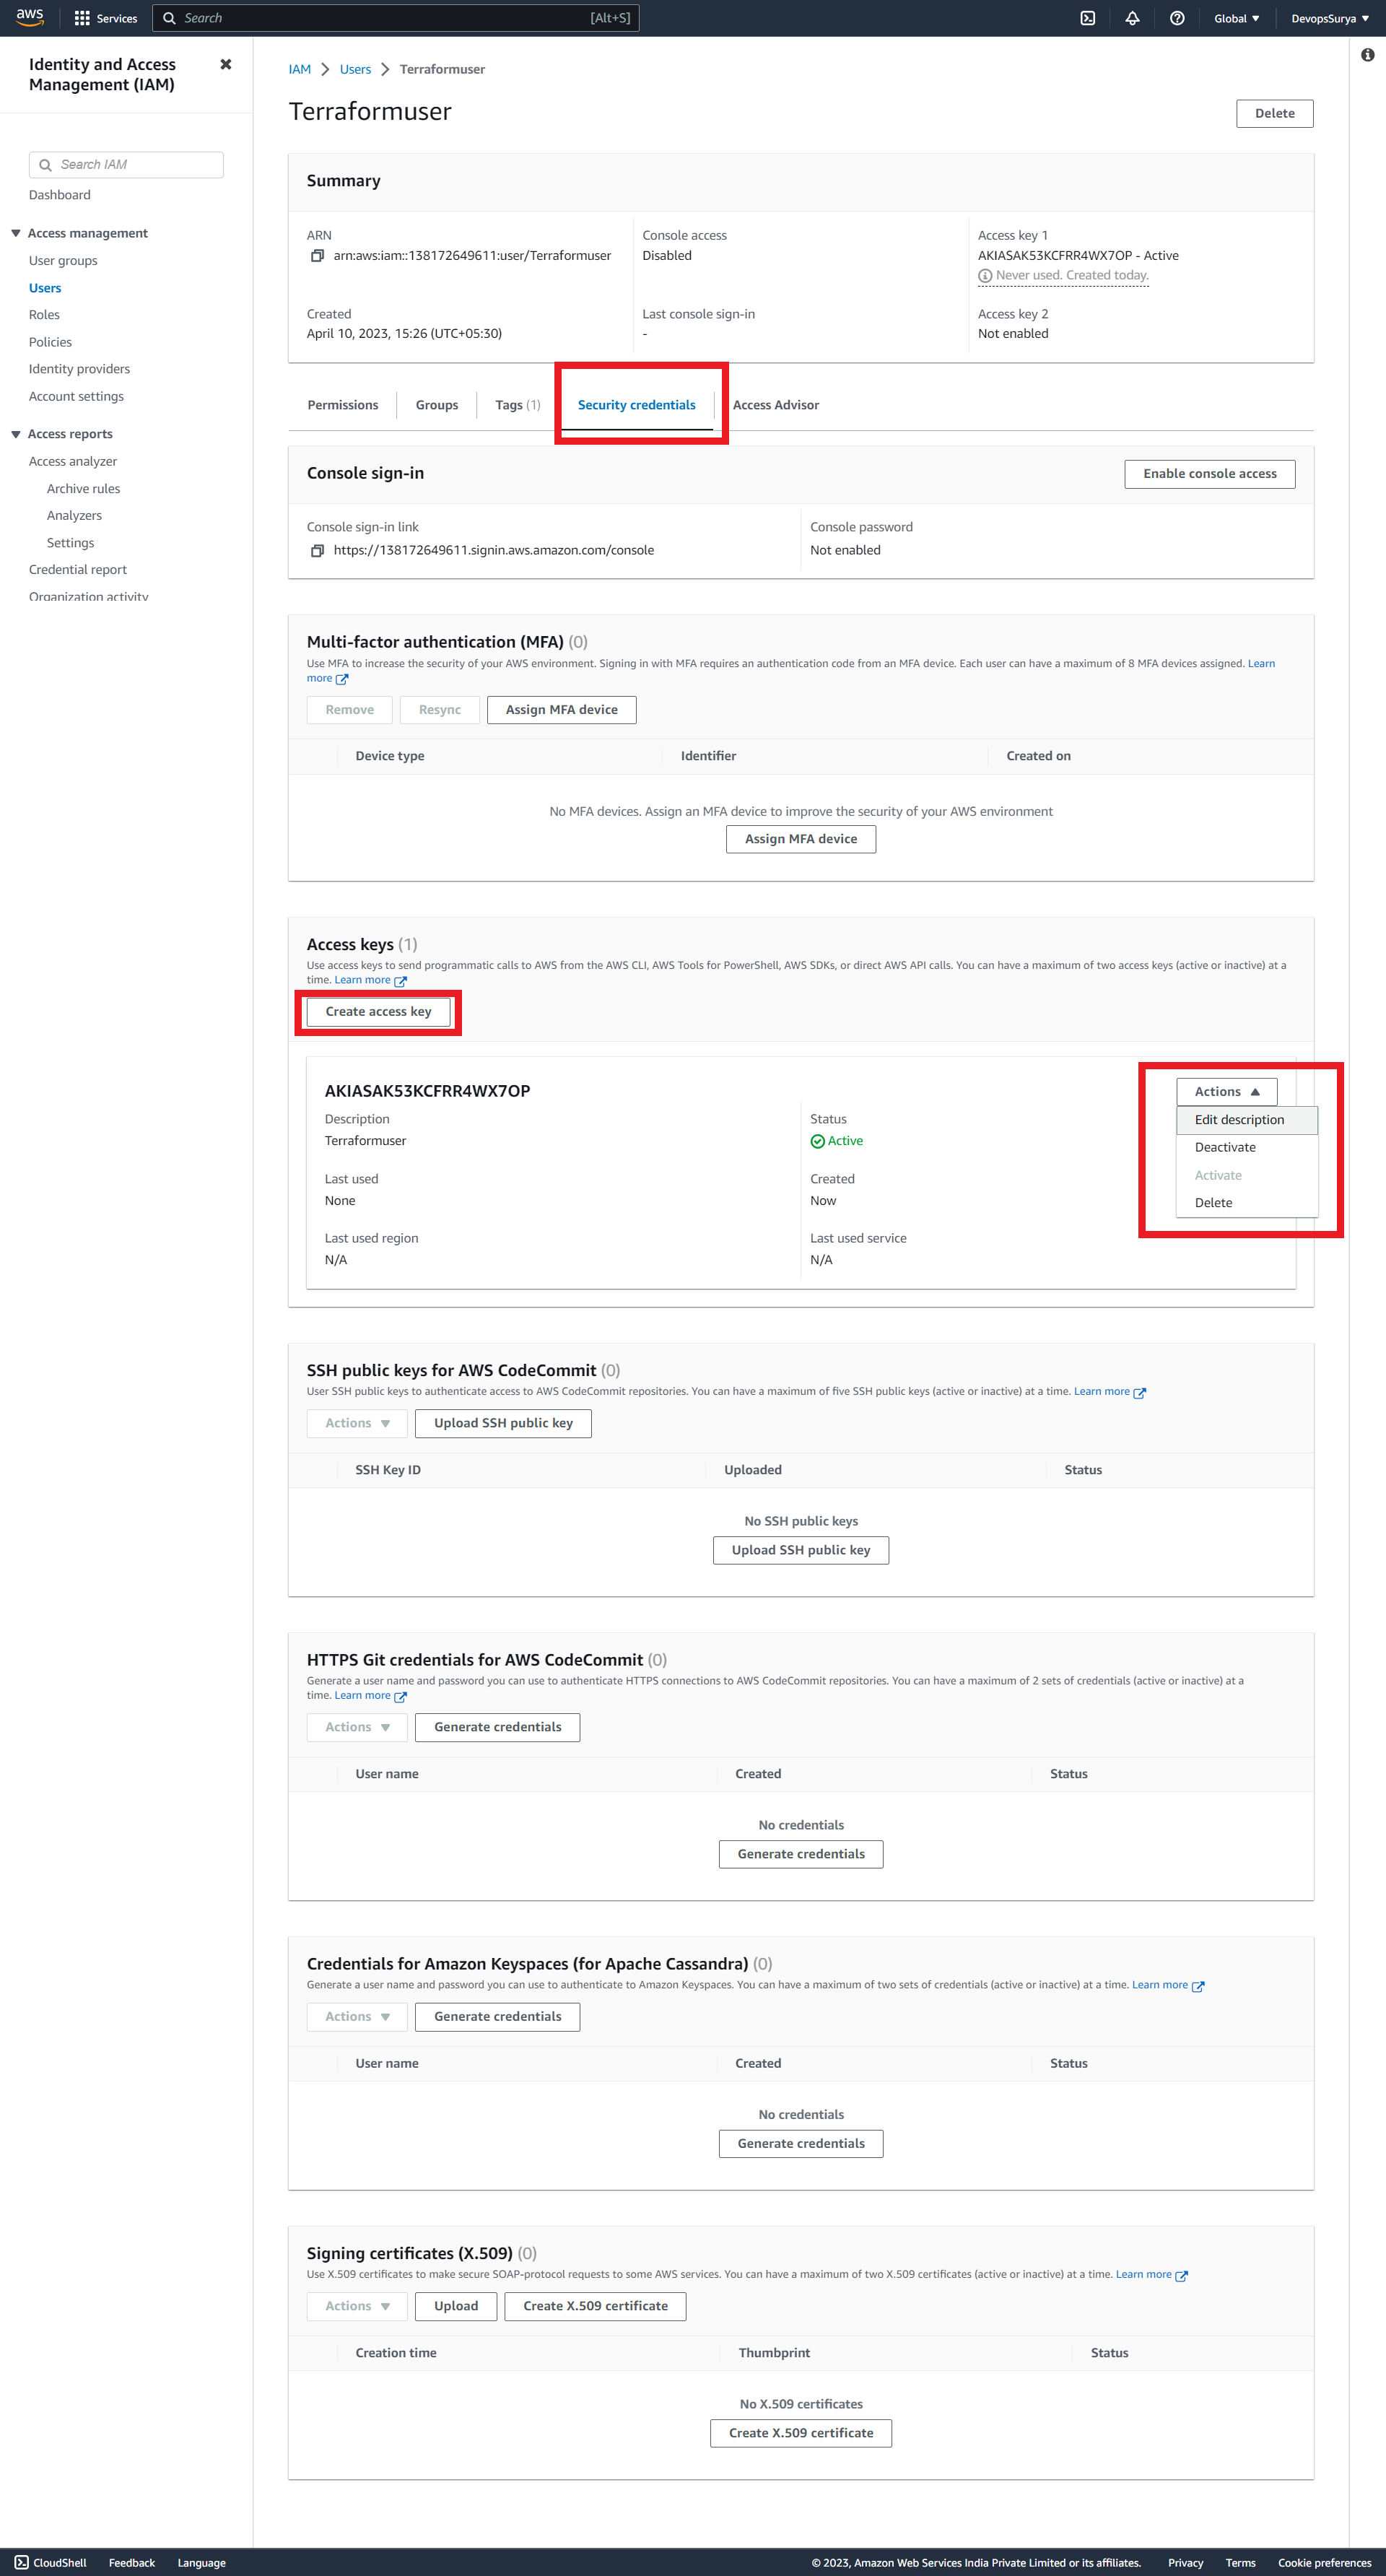 aws
Services
Search
[Alt+S]
Global
DevopsSurya
Identity and Access
Management (IAM)
Search IAM
Dashboard
Access management
User groups
Users
Roles
Policies
Identity providers
Account settings
Access reports
Access analyzer
Archive rules
Analyzers
Settings
Credential report
Organization activity
IAM > Users > Terraformuser
Terraformuser
Delete
Summary
ARN
arn:aws:iam::138172649611:user/Terraformuser
Console access
Disabled
Access key 1
AKIASAK53KCFRR4WX7OP - Active
Never used. Created today.
Created
April 10, 2023, 15:26 (UTC+05:30)
Last console sign-in
-
Access key 2
Not enabled
Permissions
Groups
Tags (1)
Security credentials
Access Advisor
Console sign-in
Enable console access
Console sign-in link
https://138172649611.signin.aws.amazon.com/console
Console password
Not enabled
Multi-factor authentication (MFA) (0)
Use MFA to increase the security of your AWS environment. Signing in with MFA requires an authentication code from an MFA device. Each user can have a maximum of 8 MFA devices assigned. Learn
more
Remove
Resync
Assign MFA device
Device type
Identifier
Created on
No MFA devices. Assign an MFA device to improve the security of your AWS environment
Assign MFA device
Access keys (1)
Use access keys to send programmatic calls to AWS from the AWS CLI, AWS Tools for PowerShell, AWS SDKs, or direct AWS API calls. You can have a maximum of two access keys (active or inactive) at a
time. Learn more
Create access key
AKIASAK53KCFRR4WX7OP
Actions
Edit description
Deactivate
Activate
Delete
Description
Terraformuser
Status
Active
Last used
None
Created
Now
Last used region
N/A
Last used service
N/A
SSH public keys for AWS CodeCommit (0)
User SSH public keys to authenticate access to AWS CodeCommit repositories. You can have a maximum of five SSH public keys (active or inactive) at a time. Learn more
Actions
Upload SSH public key
SSH Key ID
Uploaded
Status
No SSH public keys
Upload SSH public key
HTTPS Git credentials for AWS CodeCommit (0)
Generate a user name and password you can use to authenticate HTTPS connections to AWS CodeCommit repositories. You can have a maximum of 2 sets of credentials (active or inactive) at a
time. Learn more
Actions
Generate credentials
User name
Created
Status
No credentials
Generate credentials
Credentials for Amazon Keyspaces (for Apache Cassandra) (0)
Generate a user name and password you can use to authenticate to Amazon Keyspaces. You can have a maximum of two sets of credentials (active or inactive) at a time. Learn more
Actions
Generate credentials
User name
Created
Status
No credentials
Generate credentials
Signing certificates (X.509) (0)
Use X.509 certificates to make secure SOAP-protocol requests to some AWS services. You can have a maximum of two X.509 certificates (active or inactive) at a time. Learn more
Actions
Upload
Create X.509 certificate
Creation time
Thumbprint
Status
No X.509 certificates
Create X.509 certificate
CloudShell
Feedback
Language
© 2023, Amazon Web Services India Private Limited or its affiliates.
Privacy
Terms
Cookie preferences